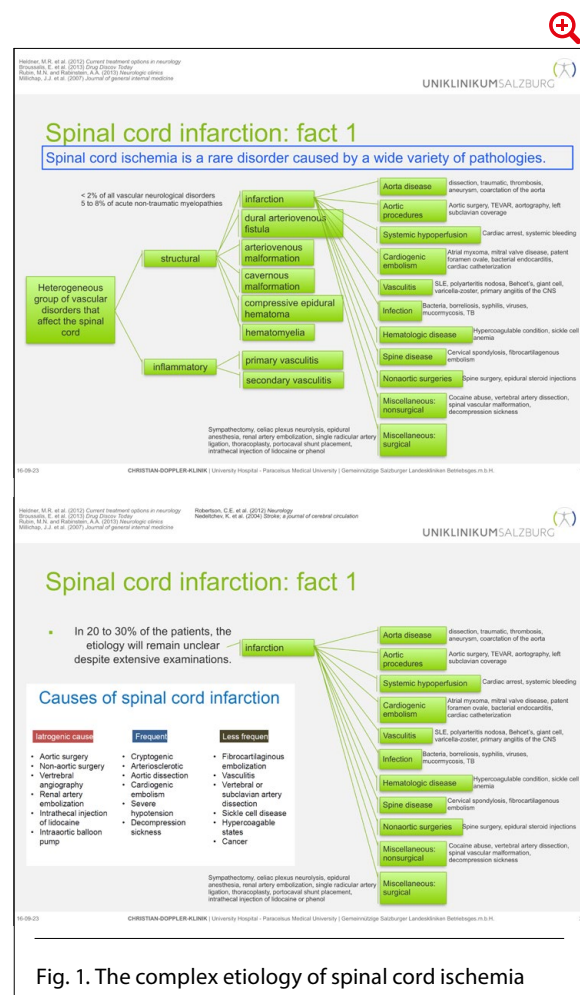 Heldner, M.R. et al. (2012) Current treatment options in neurology
Brousselle, E. et al (2013) Drug Discov Today
Rubin, M.N. and Rabinstein, A.A. (2013) Neurologic clinics
Millichap, J.J. et al. (2007) Journal of general internal medicine
UNIKLINIKUMSALZBURG
Spinal cord infarction: fact 1
Spinal cord ischemia is a rare disorder caused by a wide variety of pathologies.
< 2% of all vascular neurological disorders
5 to 8% of acute non-traumatic myelopathies
Heterogeneous
group of vascular
disorders that
affect the spinal
cord
structural
inflammatory
infarction
dural arteriovenous
fistula
arteriovenous
malformation
cavernous
malformation
compressive epidural
hematoma
hematomyelia
primary vasculitis
secondary vasculitis
Aorta disease
dissection, traumatic, thrombosis,
aneurysm, coarctation of the aorta
Aortic
procedures
Aortic surgery, TEVAR, aortography, left
subclavian coverage
Systemic hypoperfusion
Cardiac arrest, systemic bleeding
Cardiogenic
embolism
Atrial myxoma, mitral valve disease, patent
foramen ovale, bacterial endocarditis,
cardiac catheterization
Vasculitis
SLE, polyarteritis nodosa, Behcet's, giant cell,
varicella-zoster, primary angitis of the CNS
Infection
Bacteria, borreliosis, syphilis, viruses,
mucormycosis, TB
Hematologic disease
Hypercoagulable condition, sickle cell
anemia
Spine disease
Cervical spondylosis, fibrocartilagenous
embolism
Nonaortic surgeries
Spine surgery, epidural steroid injections
Miscellaneous:
nonsurgical
Cocaine abuse, vertebral artery dissection,
spinal vascular malformation,
decompression sickness
Miscellaneous:
surgical
Sympathectomy, celiac plexus neurolysis, epidural
anesthesia, renal artery embolization, single radicular artery
ligation, thoracoplasty, portocaval shunt placement,
intrathecal injection of lidocaine or phenol
16-09-23
CHRISTIAN-DOPPLER-KLINIK | University Hospital - Paracelsus Medical University | Gemeinnützige Salzburger Landeskliniken Betriebsges.m.b.H.
Heldner, M.R. et al. (2012) Current treatment options in neurology
Brousselle, E. et al (2013) Drug Discov Today
Rubin, M.N. and Rabinstein, A.A. (2013) Neurologic clinics
Millichap, J.J. et al. (2007) Journal of general internal medicine
Robertson, C.E. et al. (2012) Neurology
Nedeltchev, K. et al. (2004) Stroke; a journal of cerebral circulation
UNIKLINIKUMSALZBURG
Spinal cord infarction: fact 1
▪ In 20 to 30% of the patients, the
etiology will remain unclear
despite extensive examinations.
infarction
Causes of spinal cord infarction
Iatrogenic cause
• Aortic surgery
• Non-aortic surgery
• Vertrebral
angiography
• Renal artery
embolization
• Intrathecal injection
of lidocaine
• Intraaortic balloon
pump
Frequent
• Cryptogenic
• Arteriosclerotic
• Aortic dissection
• Cardiogenic
embolism
• Severe
hypotension
• Decompression
sickness
Less frequen
• Fibrocartilaginous
embolization
• Vasculitis
• Vertebral or
subclavian artery
dissection
• Sickle cell disease
• Hypercoagable
states
• Cancer
Aorta disease
dissection, traumatic, thrombosis,
aneurysm, coarctation of the aorta
Aortic
procedures
Aortic surgery, TEVAR, aortography, left
subclavian coverage
Systemic hypoperfusion
Cardiac arrest, systemic bleeding
Cardiogenic
embolism
Atrial myxoma, mitral valve disease, patent
foramen ovale, bacterial endocarditis,
cardiac catheterization
Vasculitis
SLE, polyarteritis nodosa, Behcet's, giant cell,
varicella-zoster, primary angitis of the CNS
Infection
Bacteria, borreliosis, syphilis, viruses,
mucormycosis, TB
Hematologic disease
Hypercoagulable condition, sickle cell
anemia
Spine disease
Cervical spondylosis, fibrocartilagenous
embolism
Nonaortic surgeries
Spine surgery, epidural steroid injections
Miscellaneous:
nonsurgical
Cocaine abuse, vertebral artery dissection,
spinal vascular malformation,
decompression sickness
Miscellaneous:
surgical
Sympathectomy, celiac plexus neurolysis, epidural
anesthesia, renal artery embolization, single radicular artery
ligation, thoracoplasty, portocaval shunt placement,
intrathecal injection of lidocaine or phenol
16-09-23
CHRISTIAN-DOPPLER-KLINIK | University Hospital - Paracelsus Medical University | Gemeinnützige Salzburger Landeskliniken Betriebsges.m.b.H.
Fig. 1. The complex etiology of spinal cord ischemia